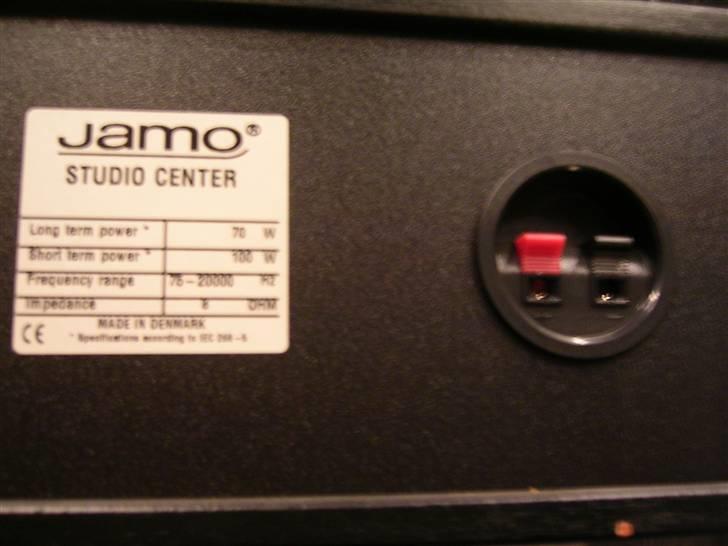 Jamo®
STUDIO CENTER
Long term power * 70 W
Short term power * 100 W
Frequency range 75-20000 Hz
Impedance 8 OHM
MADE IN DENMARK
* Specifications according to IEC 268-5
CE